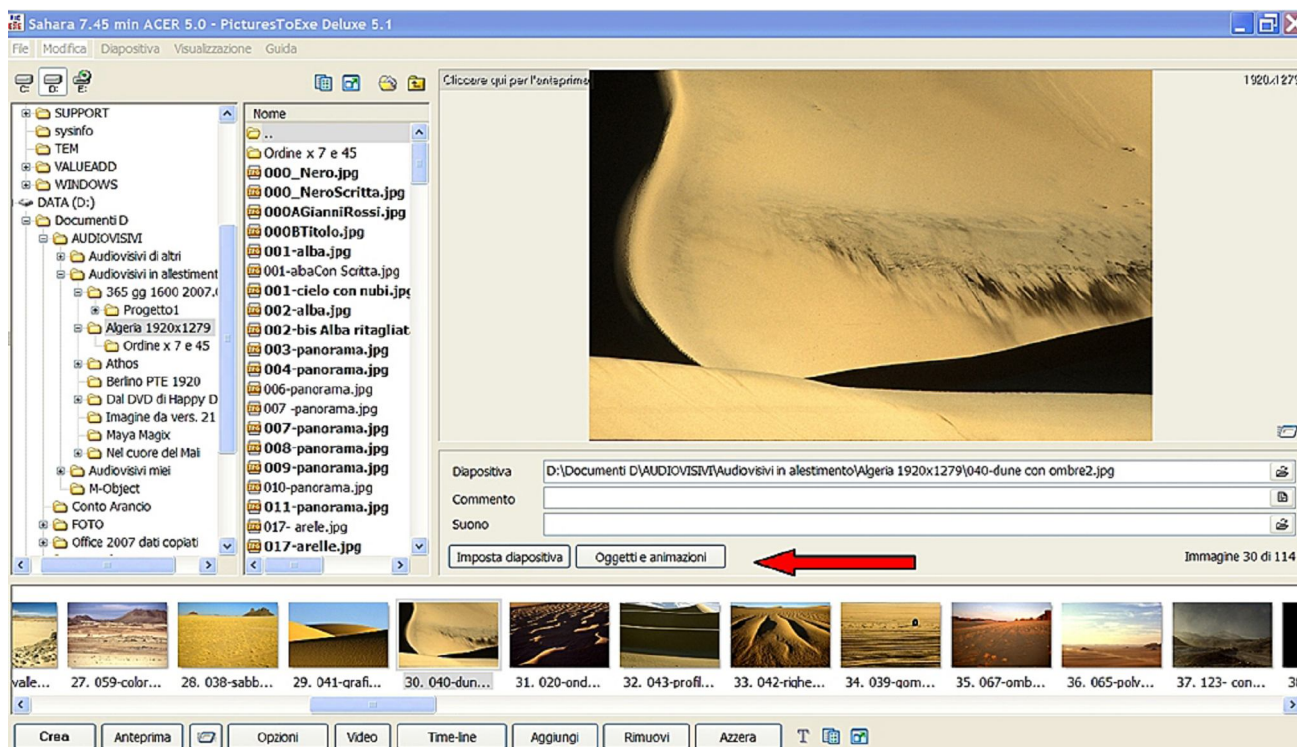 Sahara 7.45 min ACER 5.0 - PicturesToExe Deluxe 5.1
File Modifica Diapositiva Visualizzazione Guida
C: D: E:
Cliccare qui per l'anteprima
1920x1279
SUPPORT
sysinfo
TEM
VALUEADD
WINDOWS
DATA (D:)
Documenti D
AUDIOVISIVI
Audiovisivi di altri
Audiovisivi in allestiment
365 gg 1600 2007.
Progetto1
Algeria 1920x1279
Ordine x 7 e 45
Athos
Berlino PTE 1920
Dal DVD di Happy D
Imagine da vers. 21
Maya Magix
Nel cuore del Mali
Audiovisivi miei
M-Object
Conto Arancio
FOTO
Office 2007 dati copiati
Nome
..
Ordine x 7 e 45
000_Nero.jpg
000_NeroScritta.jpg
000AGianniRossi.jpg
000BTitolo.jpg
001-alba.jpg
001-abaCon Scritta.jpg
001-cielo con nubi.jpg
002-alba.jpg
002-bis Alba ritagliat
003-panorama.jpg
004-panorama.jpg
006-panorama.jpg
007 -panorama.jpg
007-panorama.jpg
008-panorama.jpg
009-panorama.jpg
010-panorama.jpg
011-panorama.jpg
017- arele.jpg
017-arelle.jpg
Diapositiva D:\Documenti D\AUDIOVISIVI\Audiovisivi in alestimento\Algeria 1920x1279\040-dune con ombre2.jpg
Commento
Suono
Imposta diapositiva Oggetti e animazioni Immagine 30 di 114
vale... 27. 059-color... 28. 038-sabb... 29. 041-grafi... 30. 040-dun... 31. 020-ond... 32. 043-profil... 33. 042-righe... 34. 039-gom... 35. 067-omb... 36. 065-polv... 37. 123- con... 38
Crea Anteprima Opzioni Video Time-line Aggiungi Rimuovi Azzera T